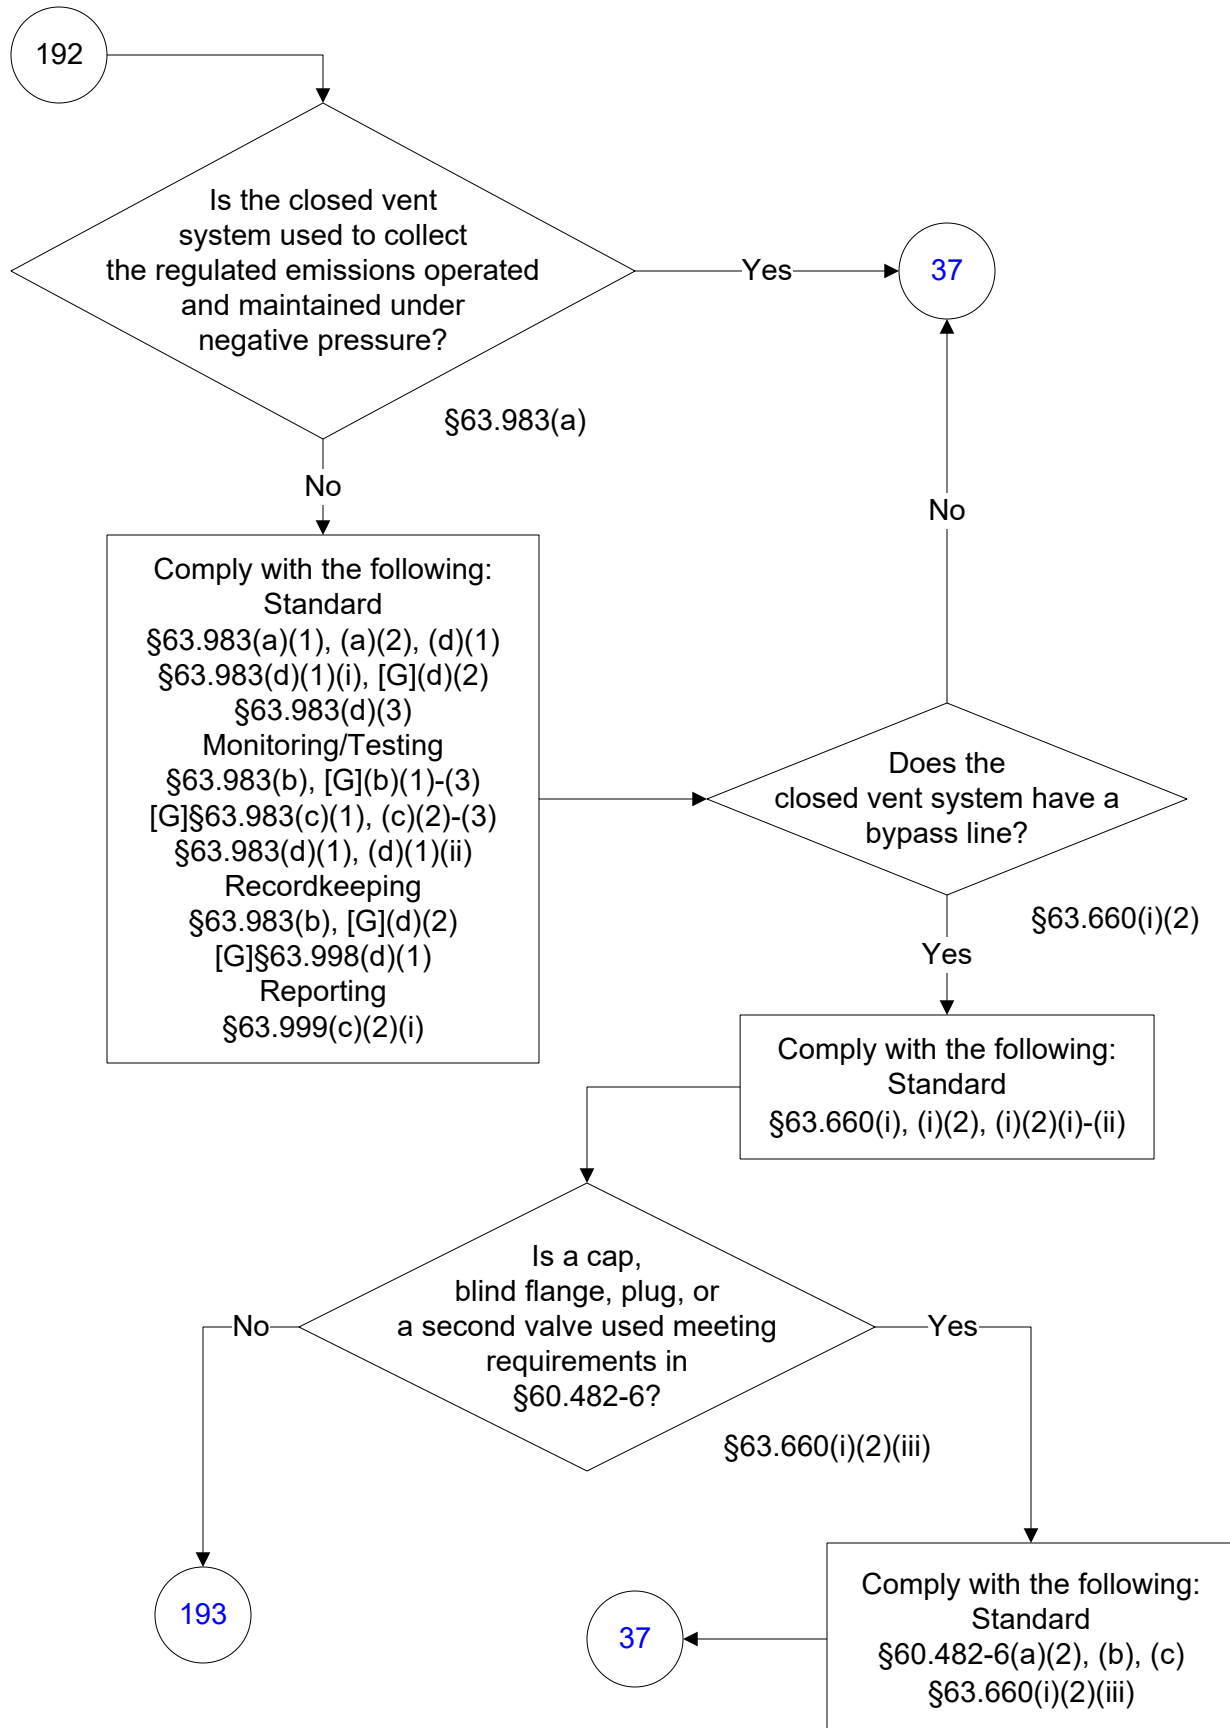 192
Is the closed vent
system used to collect
the regulated emissions operated
and maintained under
negative pressure?
Yes
37
§63.983(a)
No
No
Comply with the following:
Standard
§63.983(a)(1), (a)(2), (d)(1)
§63.983(d)(1)(i), [G](d)(2)
§63.983(d)(3)
Monitoring/Testing
§63.983(b), [G](b)(1)-(3)
[G]§63.983(c)(1), (c)(2)-(3)
§63.983(d)(1), (d)(1)(ii)
Recordkeeping
§63.983(b), [G](d)(2)
[G]§63.998(d)(1)
Reporting
§63.999(c)(2)(i)
Does the
closed vent system have a
bypass line?
§63.660(i)(2)
Yes
Comply with the following:
Standard
§63.660(i), (i)(2), (i)(2)(i)-(ii)
Is a cap,
blind flange, plug, or
a second valve used meeting
requirements in
§60.482-6?
No
Yes
§63.660(i)(2)(iii)
193
37
Comply with the following:
Standard
§60.482-6(a)(2), (b), (c)
§63.660(i)(2)(iii)